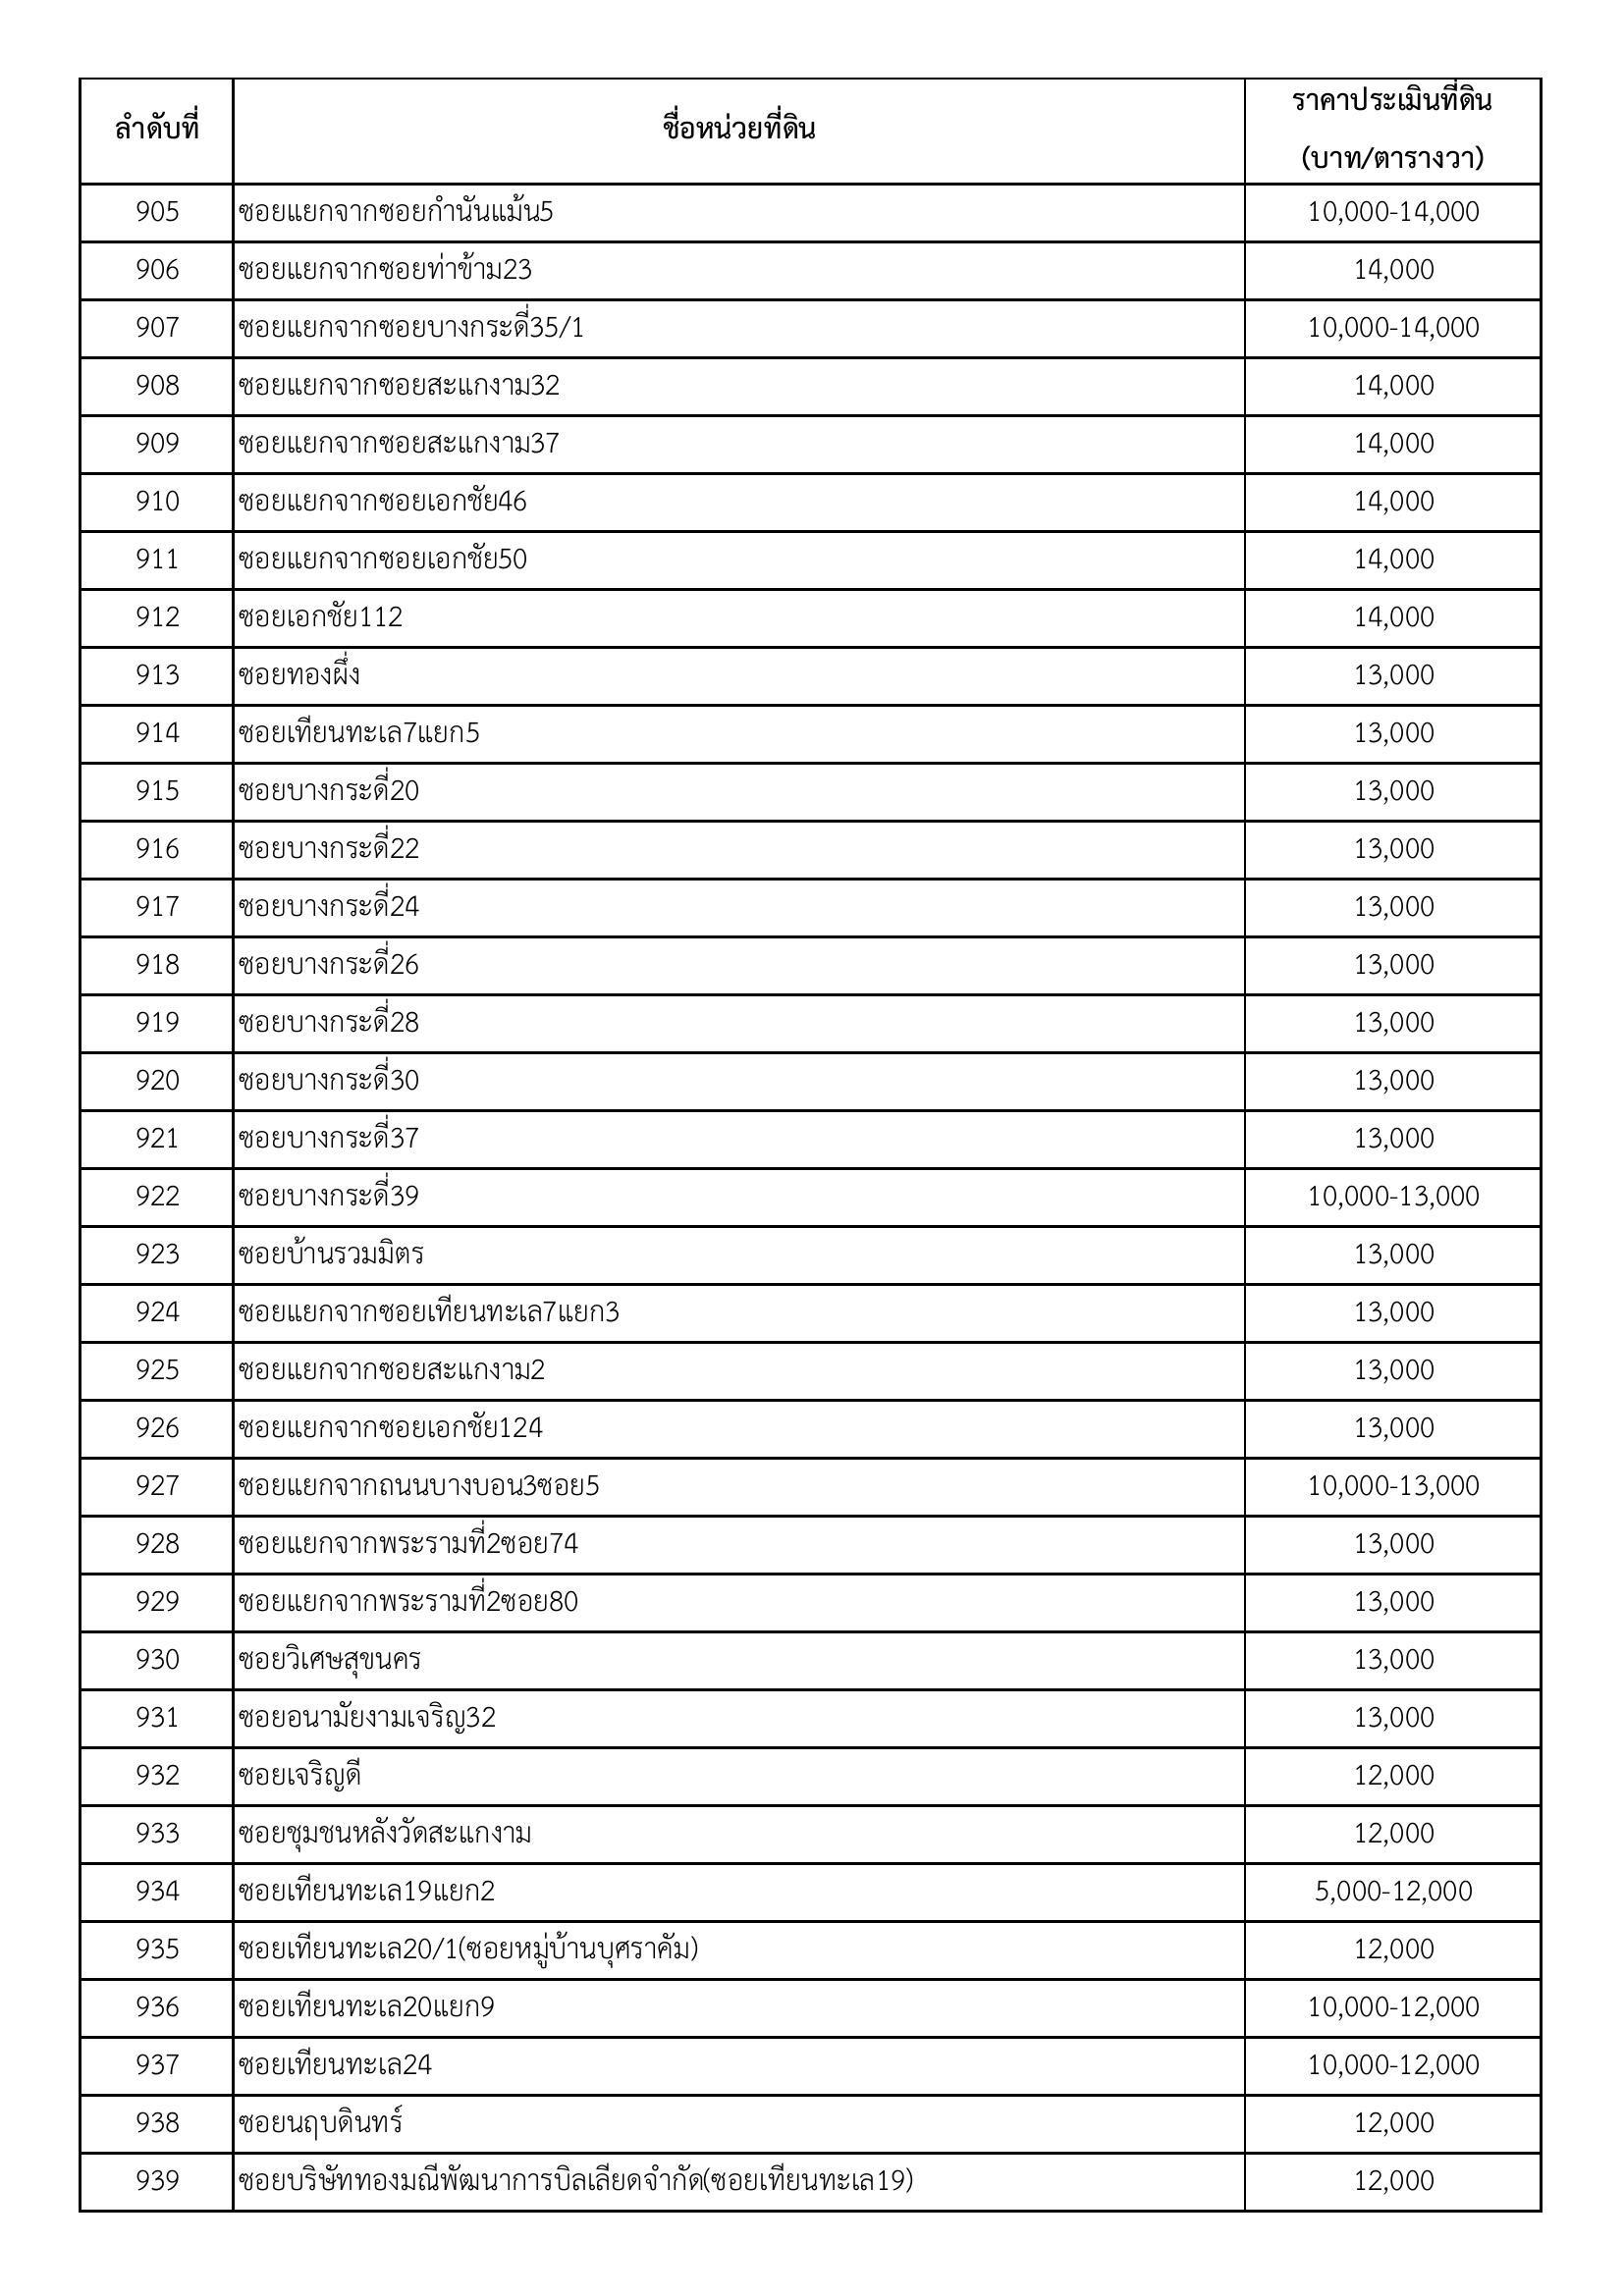 ลำดับที่ ชื่อหน่วยที่ดิน ราคาประเมินที่ดิน
(บาท/ตารางวา)
905 ซอยแยกจากซอยกำนันแม้น5 10,000-14,000
906 ซอยแยกจากซอยท่าข้าม23 14,000
907 ซอยแยกจากซอยบางกระดี่35/1 10,000-14,000
908 ซอยแยกจากซอยสะแกงาม32 14,000
909 ซอยแยกจากซอยสะแกงาม37 14,000
910 ซอยแยกจากซอยเอกชัย46 14,000
911 ซอยแยกจากซอยเอกชัย50 14,000
912 ซอยเอกชัย112 14,000
913 ซอยทองผึ่ง 13,000
914 ซอยเทียนทะเล7แยก5 13,000
915 ซอยบางกระดี่20 13,000
916 ซอยบางกระดี่22 13,000
917 ซอยบางกระดี่24 13,000
918 ซอยบางกระดี่26 13,000
919 ซอยบางกระดี่28 13,000
920 ซอยบางกระดี่30 13,000
921 ซอยบางกระดี่37 13,000
922 ซอยบางกระดี่39 10,000-13,000
923 ซอยบ้านรวมมิตร 13,000
924 ซอยแยกจากซอยเทียนทะเล7แยก3 13,000
925 ซอยแยกจากซอยสะแกงาม2 13,000
926 ซอยแยกจากซอยเอกชัย124 13,000
927 ซอยแยกจากถนนบางบอน3ซอย5 10,000-13,000
928 ซอยแยกจากพระรามที่2ซอย74 13,000
929 ซอยแยกจากพระรามที่2ซอย80 13,000
930 ซอยวิเศษสุขนคร 13,000
931 ซอยอนามัยงามเจริญ32 13,000
932 ซอยเจริญดี 12,000
933 ซอยชุมชนหลังวัดสะแกงาม 12,000
934 ซอยเทียนทะเล19แยก2 5,000-12,000
935 ซอยเทียนทะเล20/1(ซอยหมู่บ้านบุศราคัม) 12,000
936 ซอยเทียนทะเล20แยก9 10,000-12,000
937 ซอยเทียนทะเล24 10,000-12,000
938 ซอยนฤบดินทร์ 12,000
939 ซอยบริษัททองมณีพัฒนาการบิลเลียดจำกัด(ซอยเทียนทะเล19) 12,000